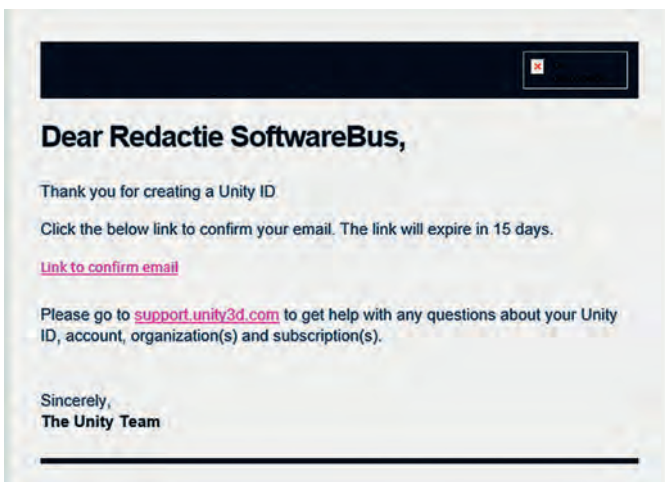 Dear Redactie SoftwareBus,
Thank you for creating a Unity ID
Click the below link to confirm your email. The link will expire in 15 days.
Link to confirm email
Please go to support.unity3d.com to get help with any questions about your Unity
ID, account, organization(s) and subscription(s).
Sincerely,
The Unity Team